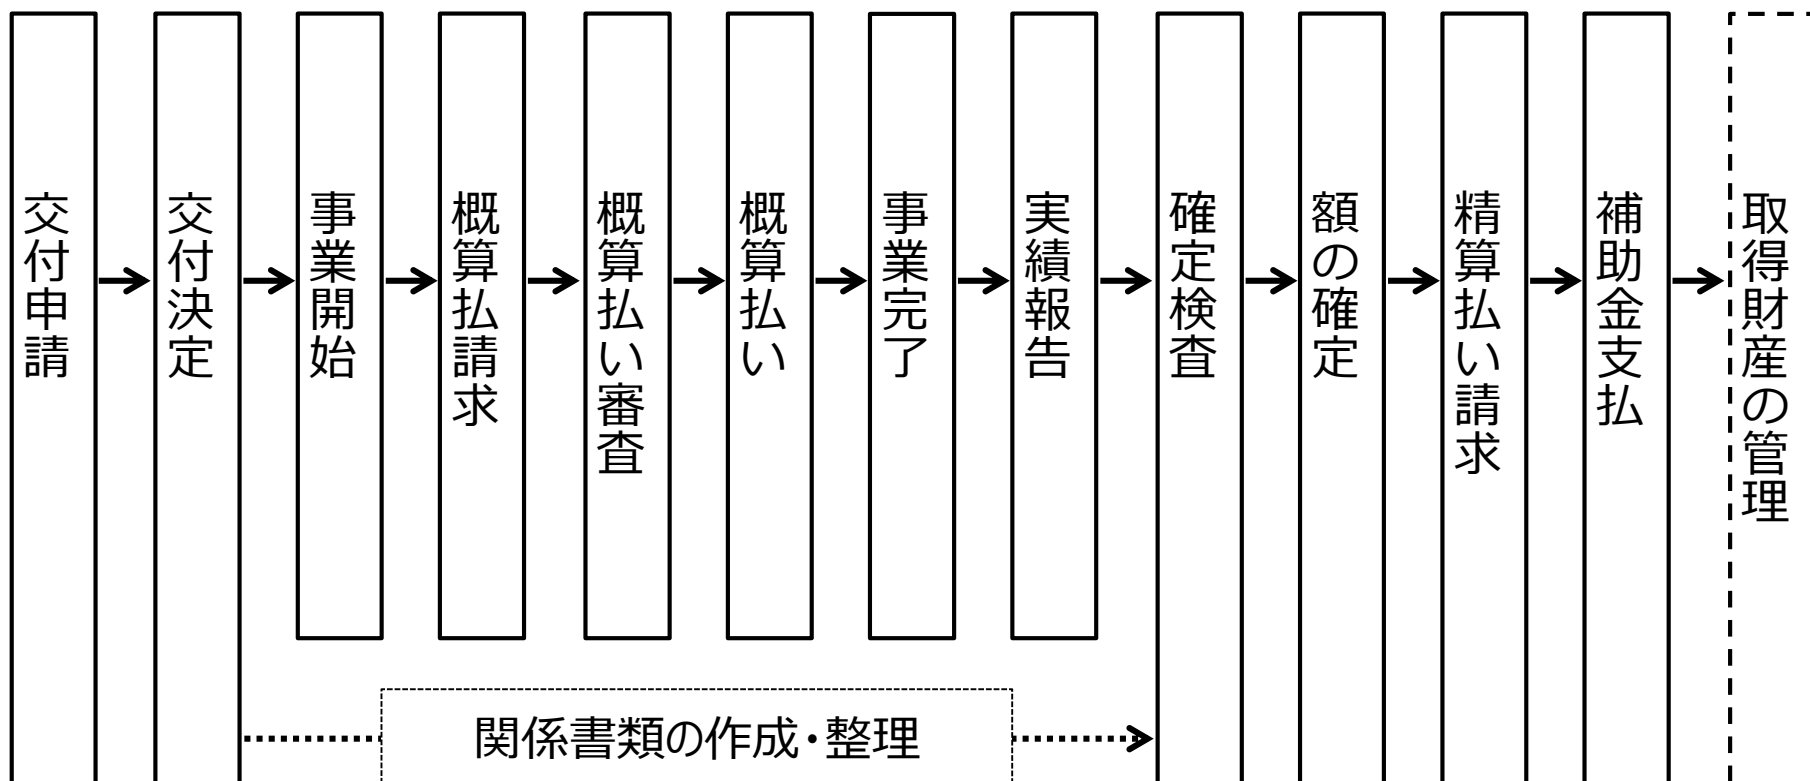 交付申請
交付決定
事業開始
概算払請求
概算払い審査
概算払い
事業完了
実績報告
確定検査
額の確定
精算払い請求
補助金支払
取得財産の管理
関係書類の作成・整理